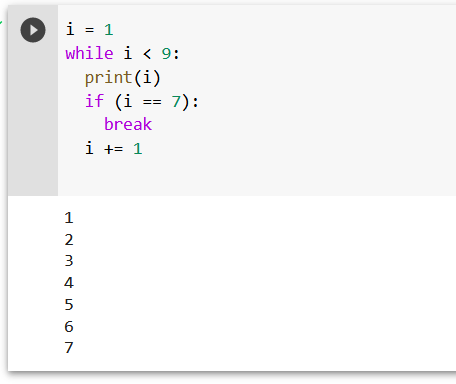 i = 1
while i < 9:
  print(i)
  if (i == 7):
    break
  i += 1
1
2
3
4
5
6
7